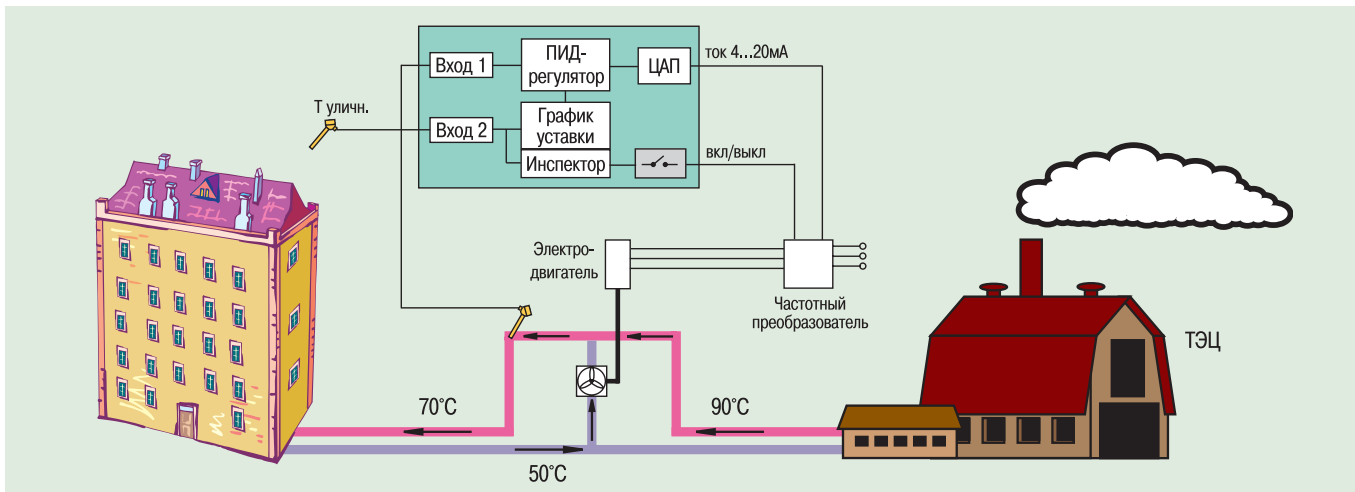 ПИД-
регулятор
Вход 1
ЦАП
ток 4...20мА
Т уличн.
Вход 2
График
уставки
Инспектор
вкл/выкл
Электро-
двигатель
Частотный
преобразователь
ТЭЦ
70°C
90°C
50°C